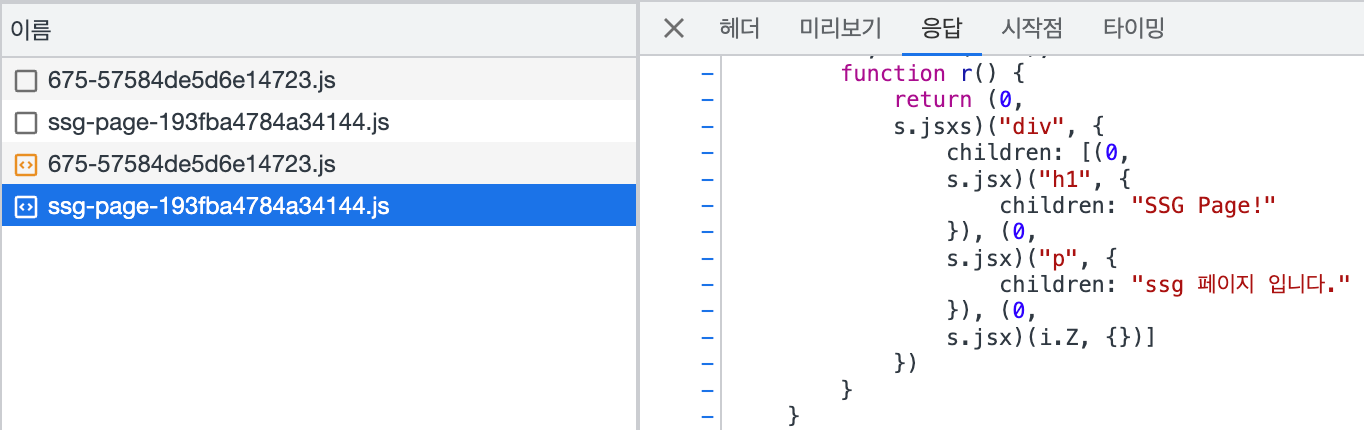 이름
675-57584de5d6e14723.js
ssg-page-193fba4784a34144.js
675-57584de5d6e14723.js
ssg-page-193fba4784a34144.js
헤더 미리보기 응답 시작점 타이밍
function r() {
return (0,
s.jsxs)("div", {
children: [(0,
s.jsx)("h1", {
children: "SSG Page!"
}), (0,
s.jsx)("p", {
children: "ssg 페이지 입니다."
}), (0,
s.jsx)(i.Z, {})]
})
}
}